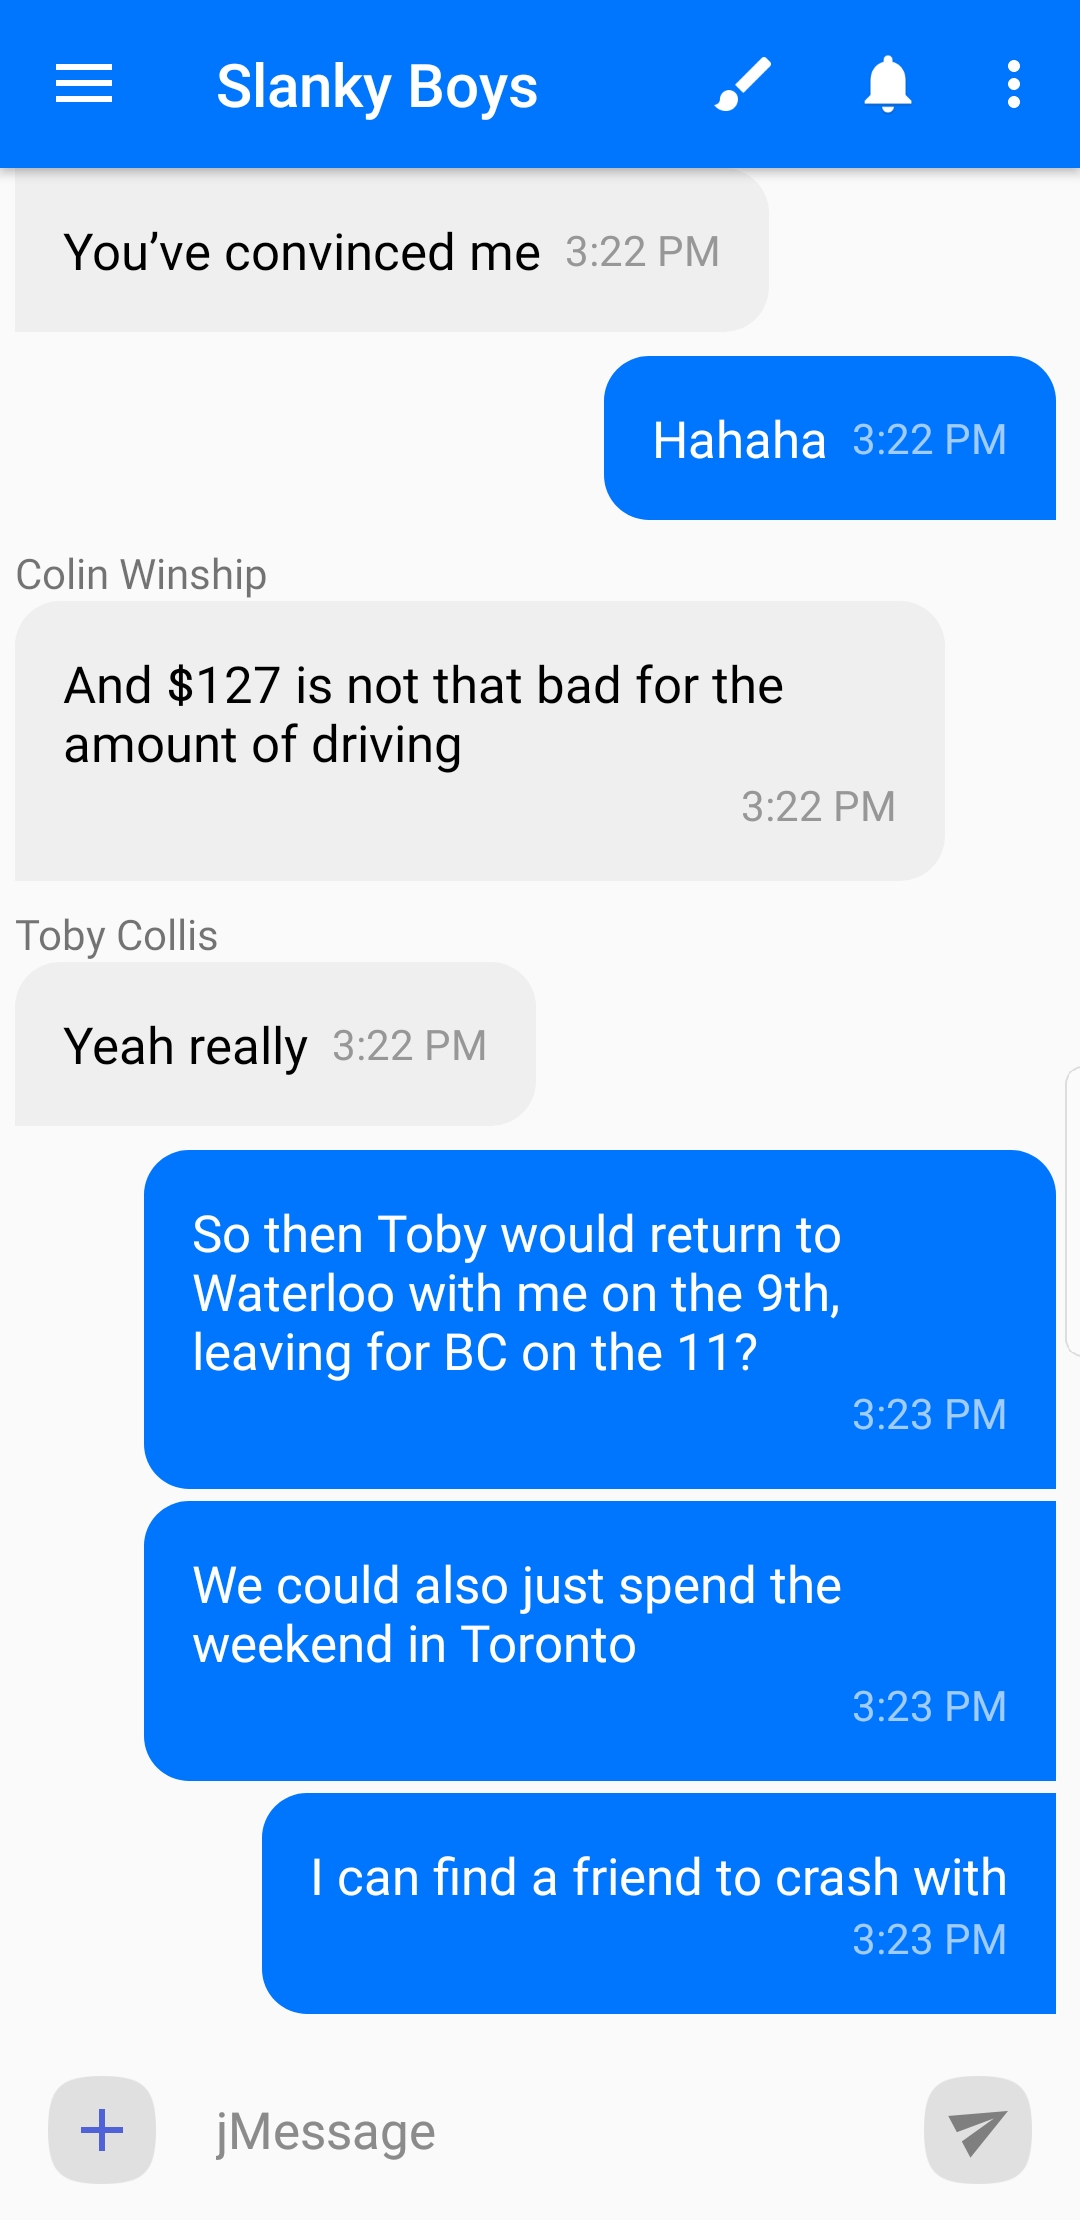 Slanky Boys
You’ve convinced me 3:22 PM
Hahaha 3:22 PM
Colin Winship
And $127 is not that bad for the
amount of driving
3:22 PM
Toby Collis
Yeah really 3:22 PM
So then Toby would return to
Waterloo with me on the 9th,
leaving for BC on the 11?
3:23 PM
We could also just spend the
weekend in Toronto
3:23 PM
I can find a friend to crash with
3:23 PM
jMessage